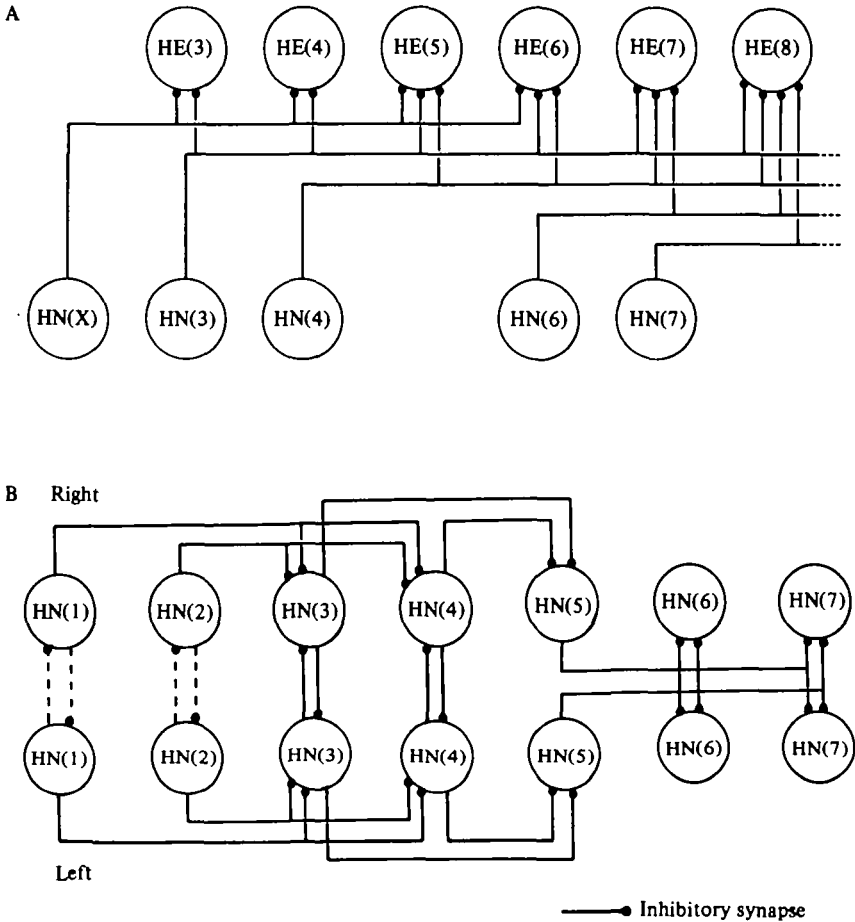 A
HE(3) HE(4) HE(5) HE(6) HE(7) HE(8)
HN(X) HN(3) HN(4) HN(6) HN(7)
B Right
HN(1) HN(2) HN(3) HN(4) HN(5) HN(6) HN(7)
HN(1) HN(2) HN(3) HN(4) HN(5) HN(6) HN(7)
Left
Inhibitory synapse